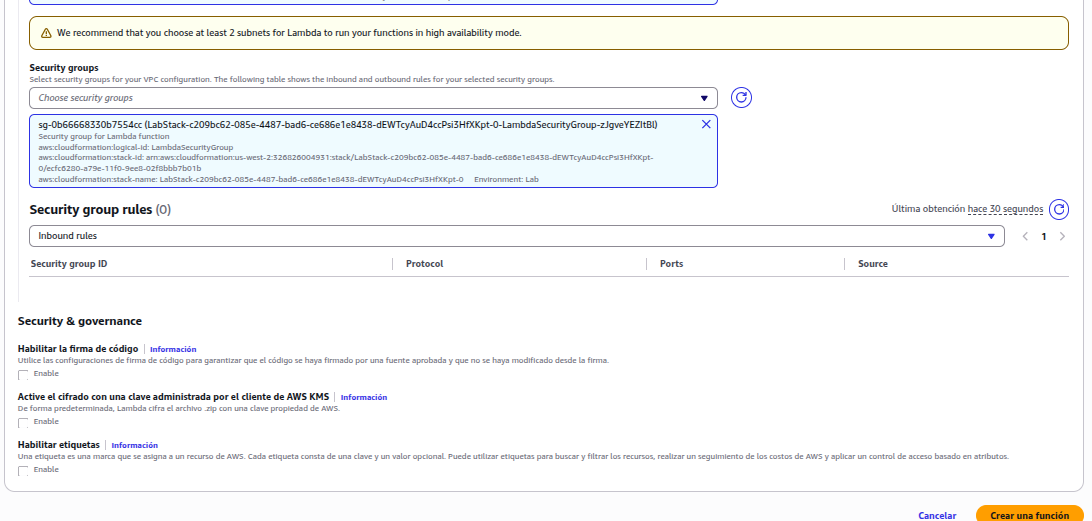 We recommend that you choose at least 2 subnets for Lambda to run your functions in high availability mode.
Security groups
Select security groups for your VPC configuration. The following table shows the inbound and outbound rules for your selected security groups.
Choose security groups
sg-0b66668330b7554cc (LabStack-c209bc62-085e-4487-bad6-ce686e1e8438-dEWTcyAuD4ccPsi3HfXKpt-0-LambdaSecurityGroup-zJgveYEZItBl)
Security group for Lambda function
aws:cloudformation:logical-id: LambdaSecurityGroup
aws:cloudformation:stack-id: arn:aws:cloudformation:us-west-2:326826004931:stack/LabStack-c209bc62-085e-4487-bad6-ce686e1e8438-dEWTcyAuD4ccPsi3HfXKpt-
0/ecfc6280-a79e-11f0-9ee8-02f8bbb7b01b
aws:cloudformation:stack-name: LabStack-c209bc62-085e-4487-bad6-ce686e1e8438-dEWTcyAuD4ccPsi3HfXKpt-0 Environment: Lab
Security group rules (0)
Última obtención hace 30 segundos
Inbound rules
1
Security group ID Protocol Ports Source
Security & governance
Habilitar la firma de código Información
Utilice las configuraciones de firma de código para garantizar que el código se haya firmado por una fuente aprobada y que no se haya modificado desde la firma.
Enable
Active el cifrado con una clave administrada por el cliente de AWS KMS Información
De forma predeterminada, Lambda cifra el archivo .zip con una clave propiedad de AWS.
Enable
Habilitar etiquetas Información
Una etiqueta es una marca que se asigna a un recurso de AWS. Cada etiqueta consta de una clave y un valor opcional. Puede utilizar etiquetas para buscar y filtrar los recursos, realizar un seguimiento de los costos de AWS y aplicar un control de acceso basado en atributos.
Enable
Cancelar
Crear una función